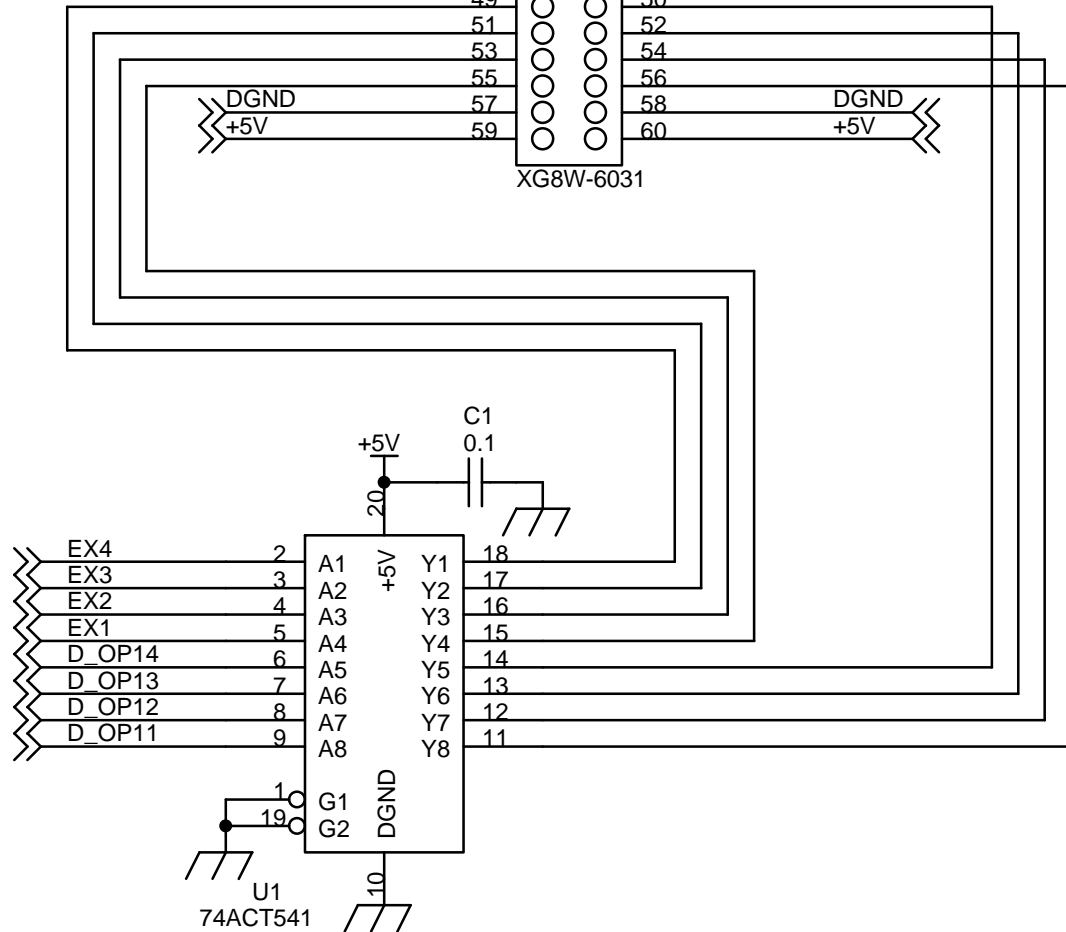 49 50
51 52
53 54
55 56
DGND 57 58 DGND
+5V 59 60 +5V
XG8W-6031
C1
+5V 0.1
20
EX4 2 A1 +5V Y1 18
EX3 3 A2 Y2 17
EX2 4 A3 Y3 16
EX1 5 A4 Y4 15
D_OP14 6 A5 Y5 14
D_OP13 7 A6 Y6 13
D_OP12 8 A7 Y7 12
D_OP11 9 A8 Y8 11
1 G1 DGND
19 G2
10
U1
74ACT541